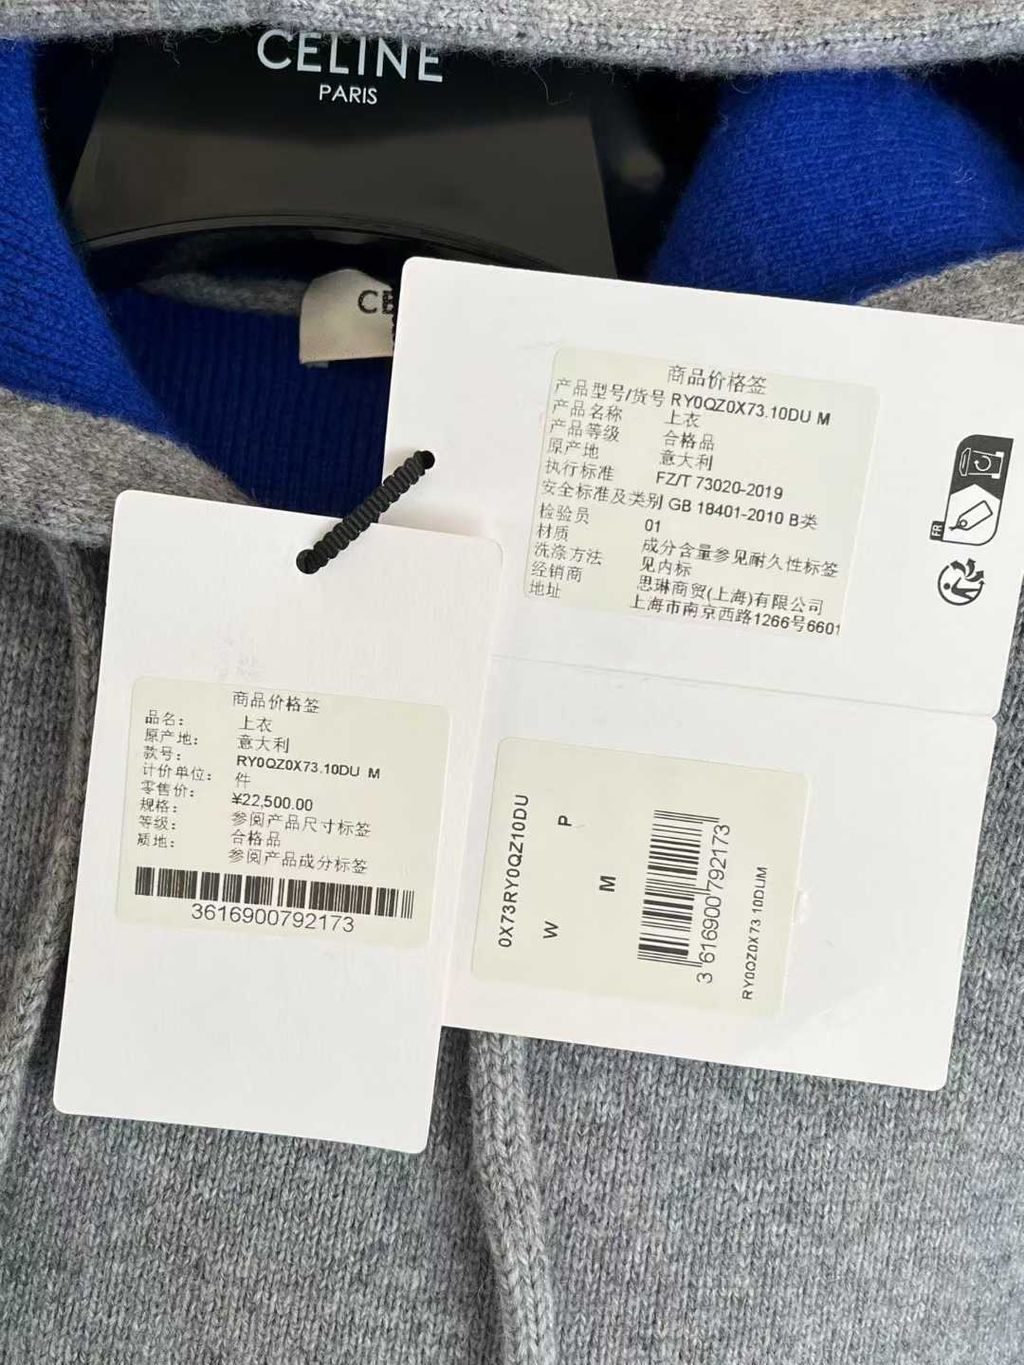 CELINE
PARIS
CE
商品价格签
产品型号/货号 RY0QZ0X73.10DU M
产品名称 上衣
产品等级 合格品
原产地 意大利
执行标准 FZ/T 73020-2019
安全标准及类别 GB 18401-2010 B类
检验员 01
材质 成分含量参见耐久性标签
洗涤方法 见内标
经销商 思琳商贸(上海)有限公司
地址 上海市南京西路1266号6601
FR
商品价格签
品名: 上衣
原产地: 意大利
款号: RY0QZ0X73.10DU M
计价单位: 件
零售价: ¥22,500.00
规格: 参阅产品尺寸标签
等级: 合格品
质地: 参阅产品成分标签
3616900792173
0X73RY0QZ10DU
W P
M
3 616900 792173
RY0QZ0X73 10DUM